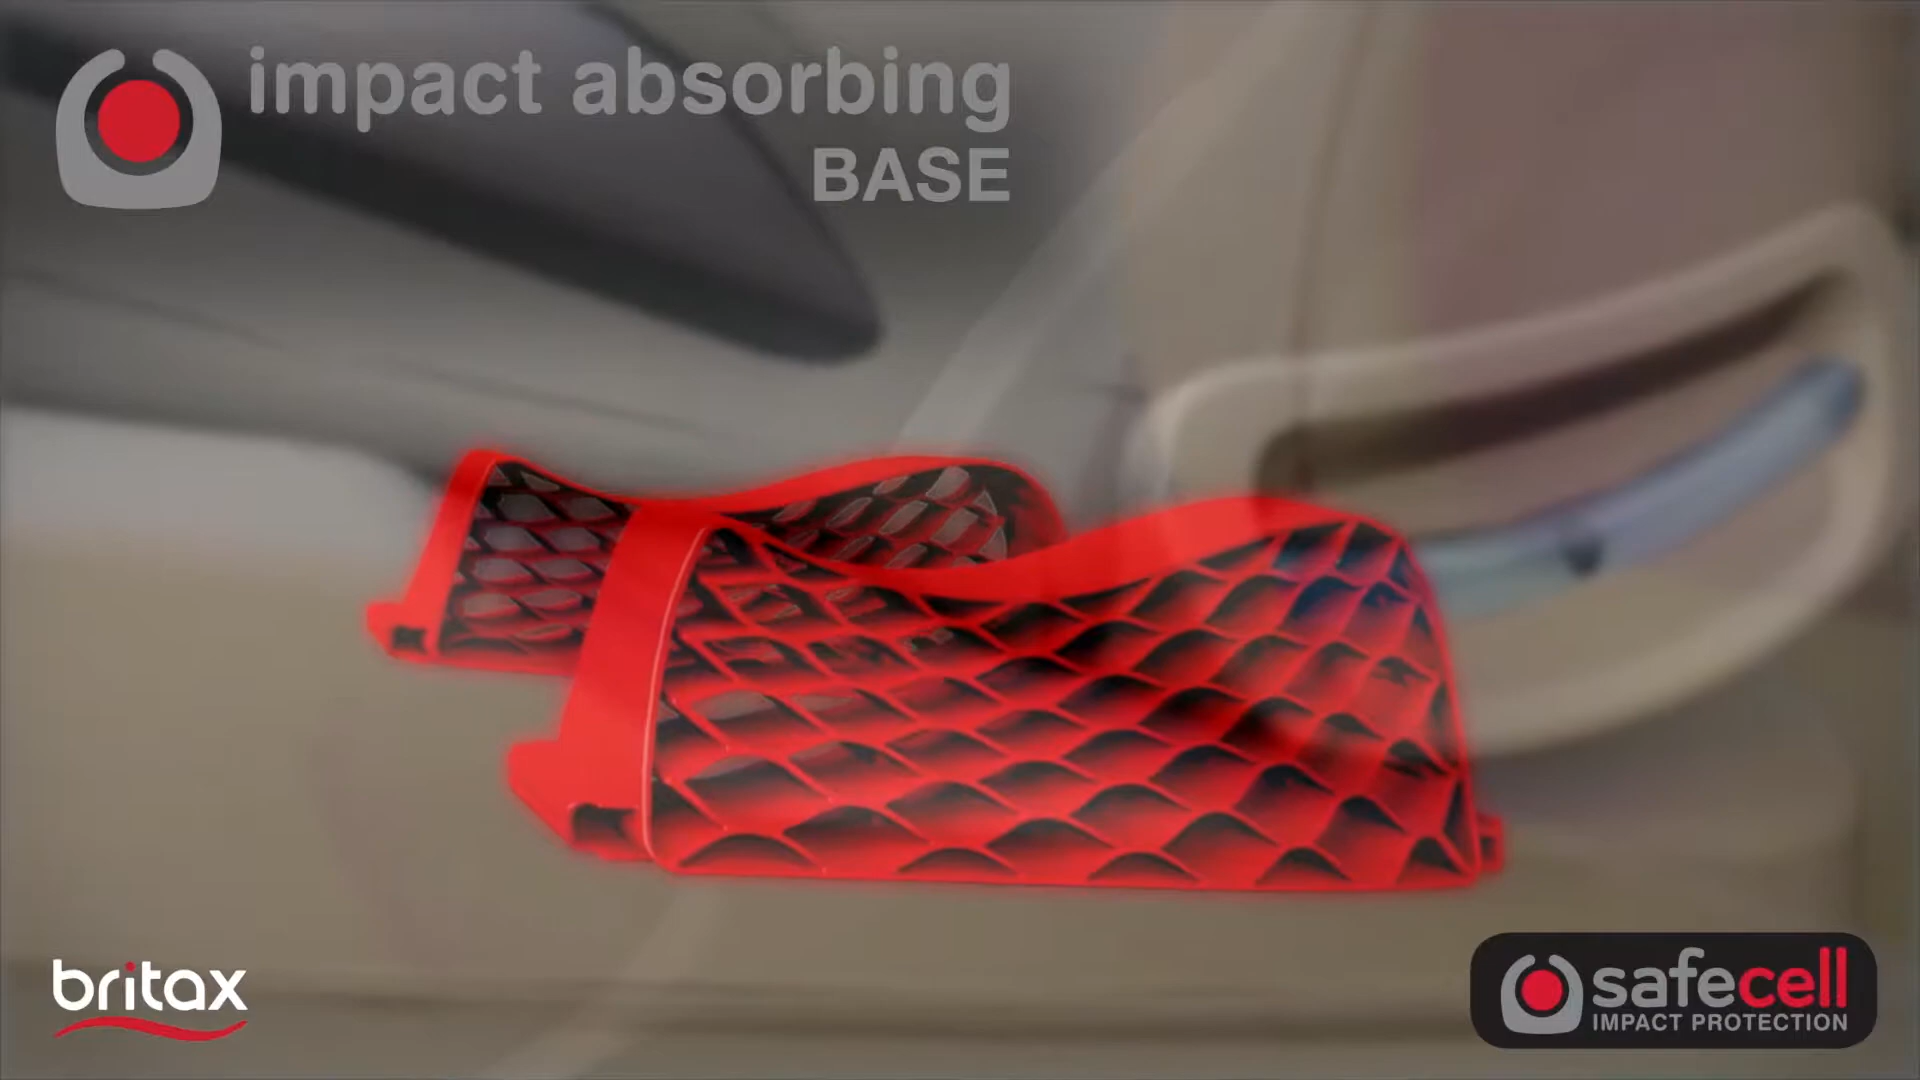 impact absorbing
BASE
britax
safecell
IMPACT PROTECTION